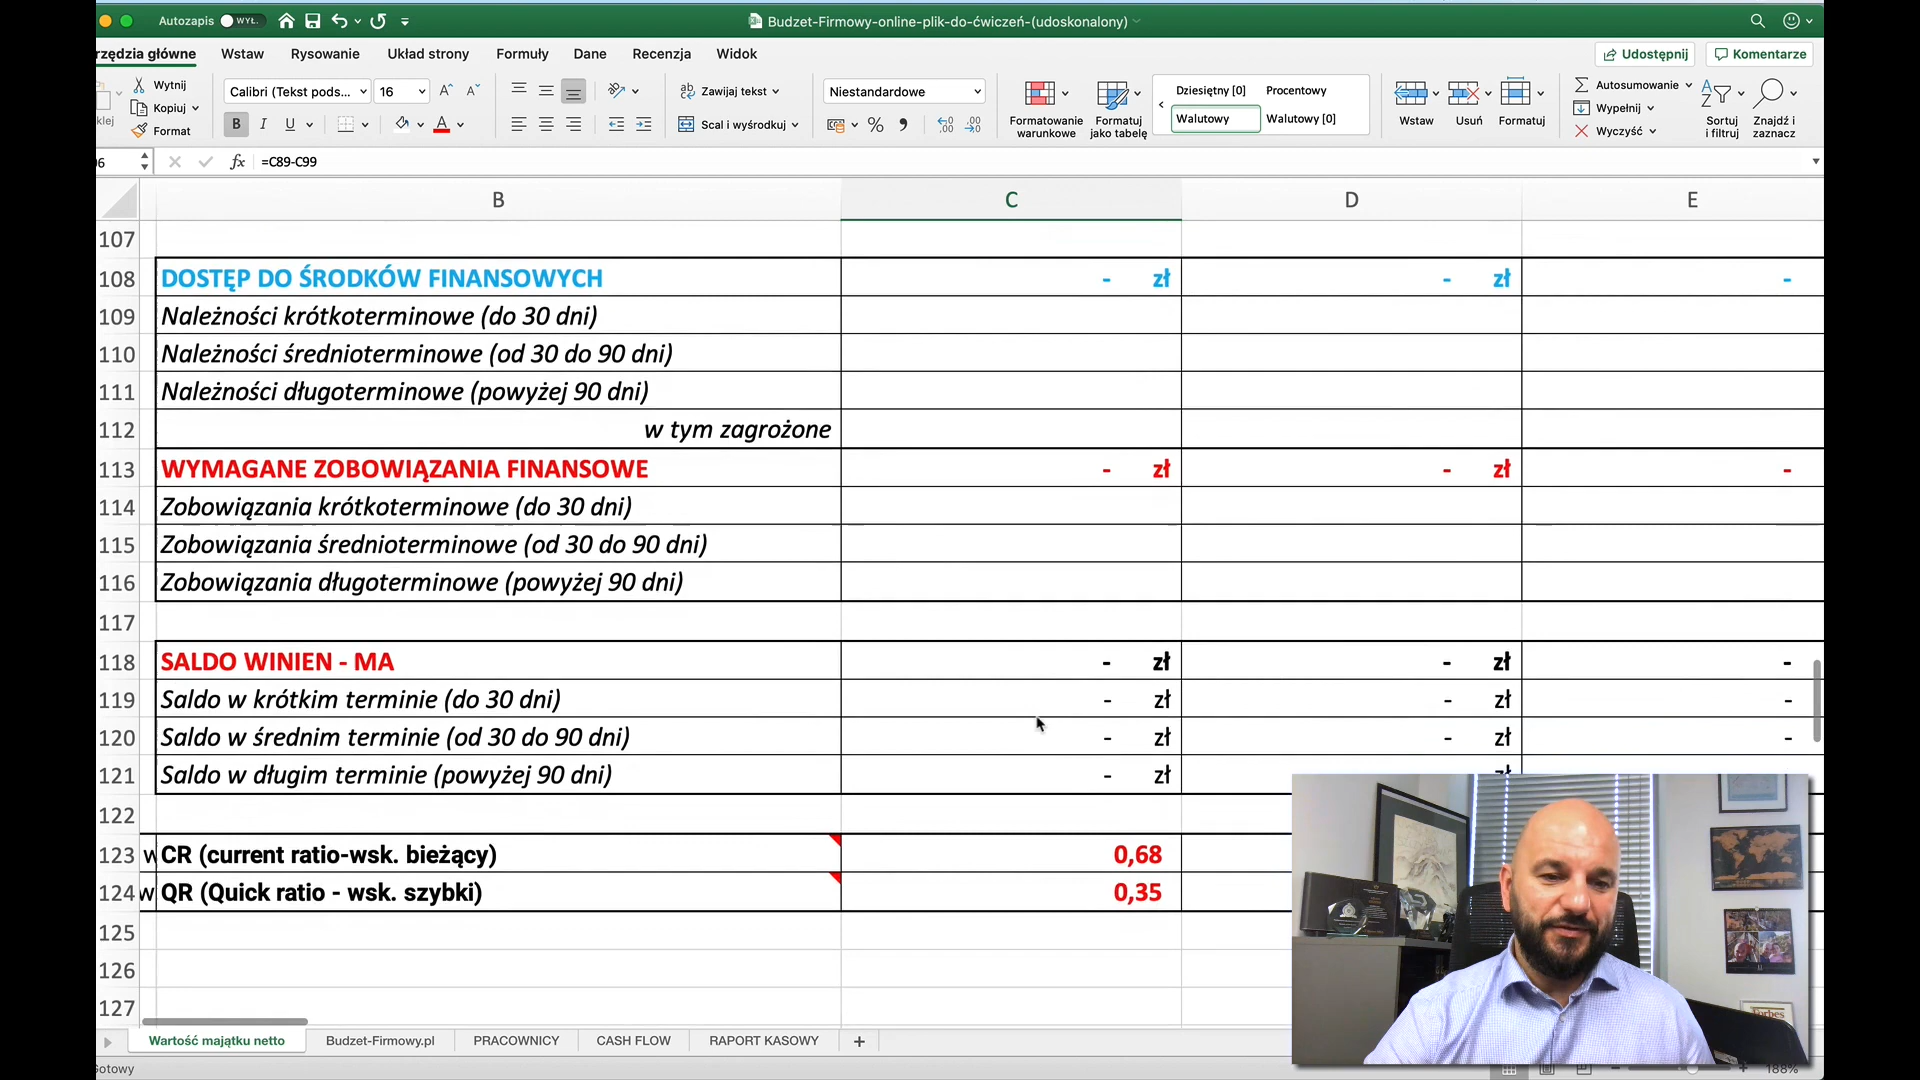 Autozapis WYŁ. Budzet-Firmowy-online-plik-do-ćwiczeń-(udoskonalony)
rzędzia główne Wstaw Rysowanie Układ strony Formuły Dane Recenzja Widok Udostępnij Komentarze
Wytnij
Kopiuj
Format
klej
Calibri (Tekst pods... 16
Zawijaj tekst
Scal i wyśrodkuj
Niestandardowe
Formatowanie warunkowe
Formatuj jako tabelę
Dziesiętny [0] Procentowy
Walutowy Walutowy [0]
Wstaw Usuń Formatuj
Autosumowanie
Wypełnij
Wyczyść
Sortuj i filtruj
Znajdź i zaznacz
06 fx =C89-C99
B C D E
107
108 DOSTĘP DO ŚRODKÓW FINANSOWYCH - zł - zł -
109 Należności krótkoterminowe (do 30 dni)
110 Należności średnioterminowe (od 30 do 90 dni)
111 Należności długoterminowe (powyżej 90 dni)
112 w tym zagrożone
113 WYMAGANE ZOBOWIĄZANIA FINANSOWE - zł - zł -
114 Zobowiązania krótkoterminowe (do 30 dni)
115 Zobowiązania średnioterminowe (od 30 do 90 dni)
116 Zobowiązania długoterminowe (powyżej 90 dni)
117
118 SALDO WINIEN - MA - zł - zł -
119 Saldo w krótkim terminie (do 30 dni) - zł - zł -
120 Saldo w średnim terminie (od 30 do 90 dni) - zł - zł -
121 Saldo w długim terminie (powyżej 90 dni) - zł zł
122
123 w CR (current ratio-wsk. bieżący) 0,68
124 w QR (Quick ratio - wsk. szybki) 0,35
125
126
127
Wartość majątku netto Budzet-Firmowy.pl PRACOWNICY CASH FLOW RAPORT KASOWY +
Gotowy 188%
Forbes